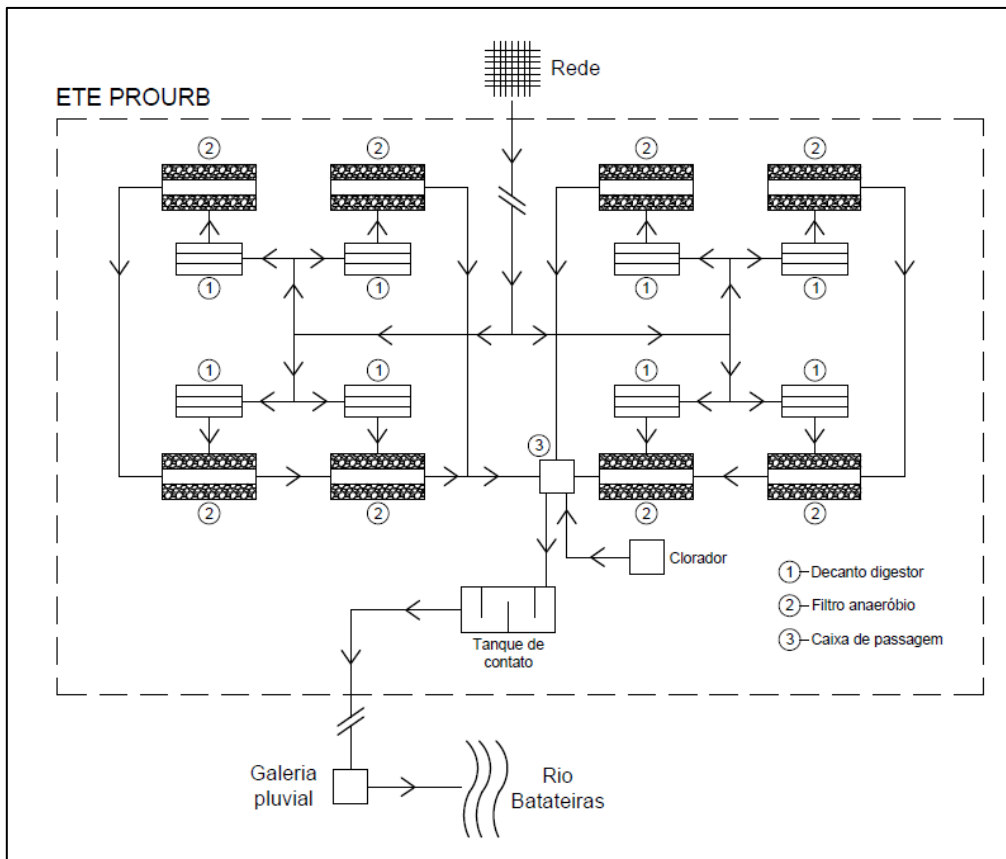 Rede
ETE PROURB
2
2
2
2
1
1
1
1
1
1
1
1
3
2
2
2
2
Clorador
1 Decanto digestor
2 Filtro anaeróbio
3 Caixa de passagem
Tanque de
contato
Galeria
pluvial
Rio
Batateiras